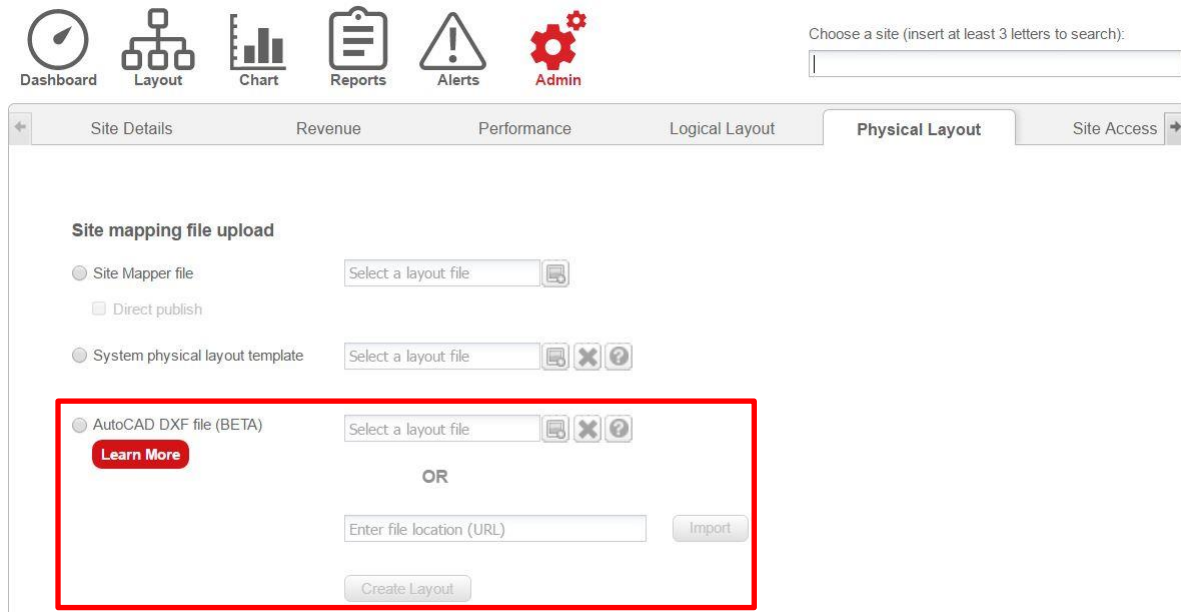 Choose a site (insert at least 3 letters to search):
Dashboard Layout Chart Reports Alerts Admin
Site Details Revenue Performance Logical Layout Physical Layout Site Access
Site mapping file upload
Site Mapper file Select a layout file
Direct publish
System physical layout template Select a layout file
AutoCAD DXF file (BETA) Select a layout file
Learn More
OR
Enter file location (URL) Import
Create Layout